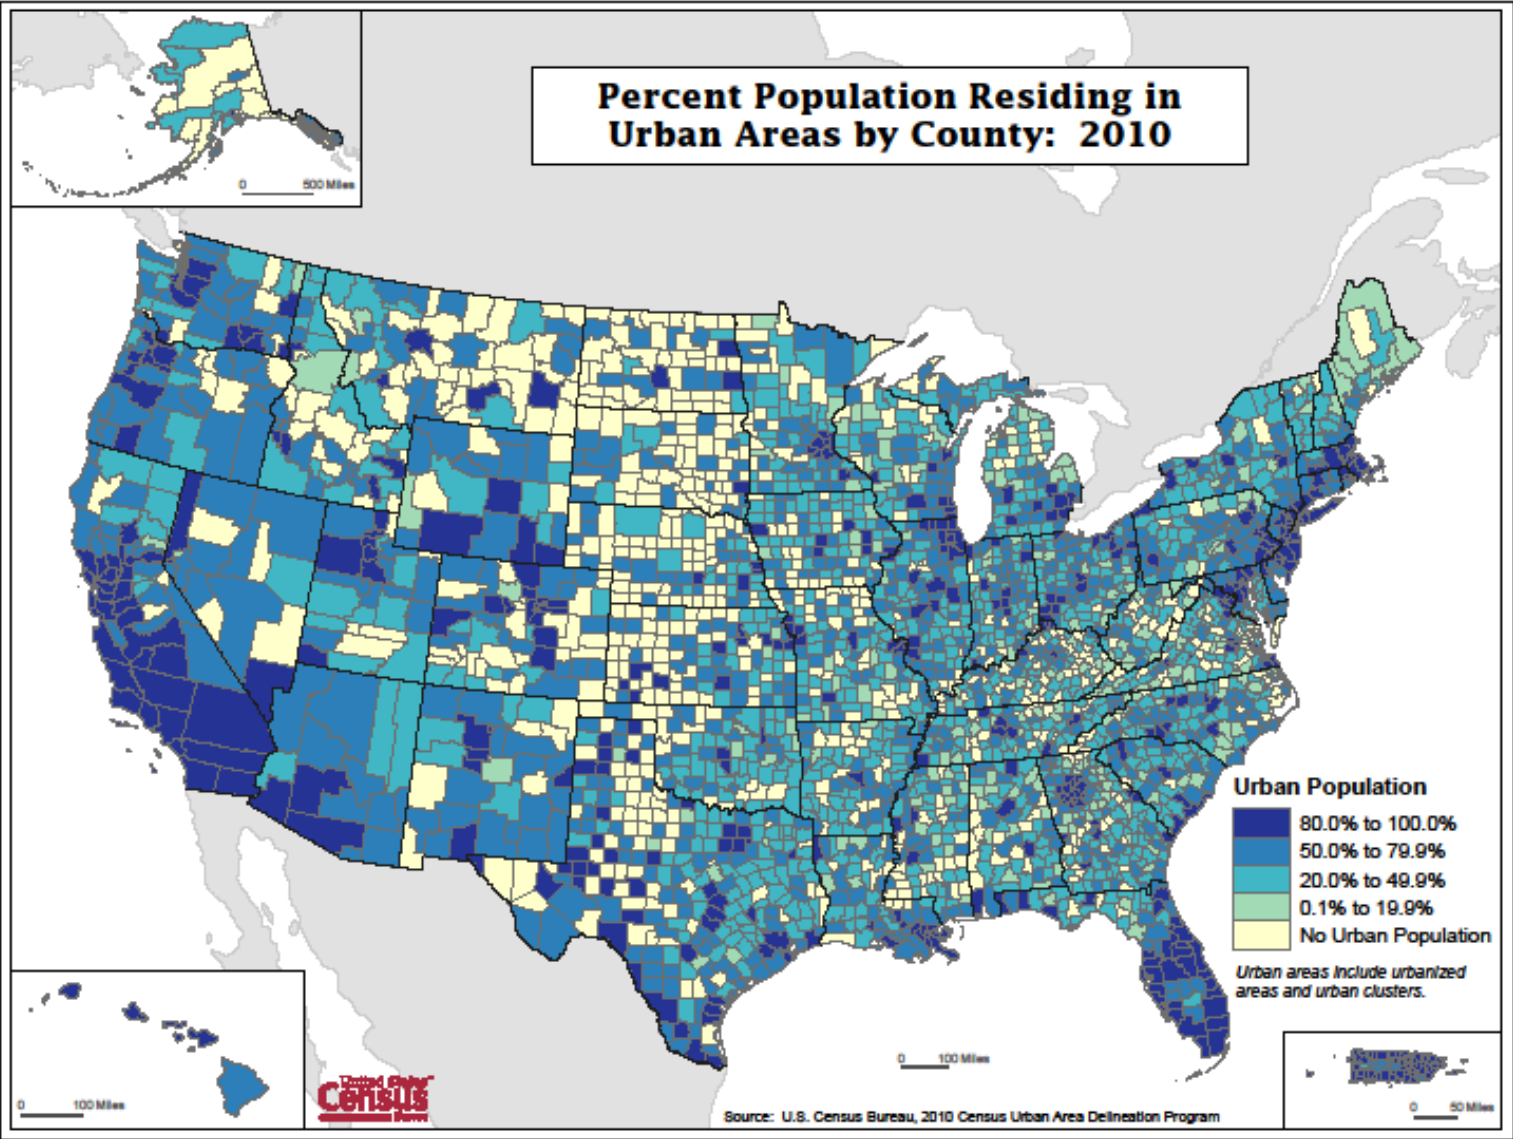 Percent Population Residing in
Urban Areas by County:  2010
0 500 Miles
Urban Population
80.0% to 100.0%
50.0% to 79.9%
20.0% to 49.9%
0.1% to 19.9%
No Urban Population
Urban areas include urbanized
areas and urban clusters.
0 100 Miles
United States
Census
Bureau
0 100 Miles
0 50 Miles
Source:  U.S. Census Bureau, 2010 Census Urban Area Delineation Program